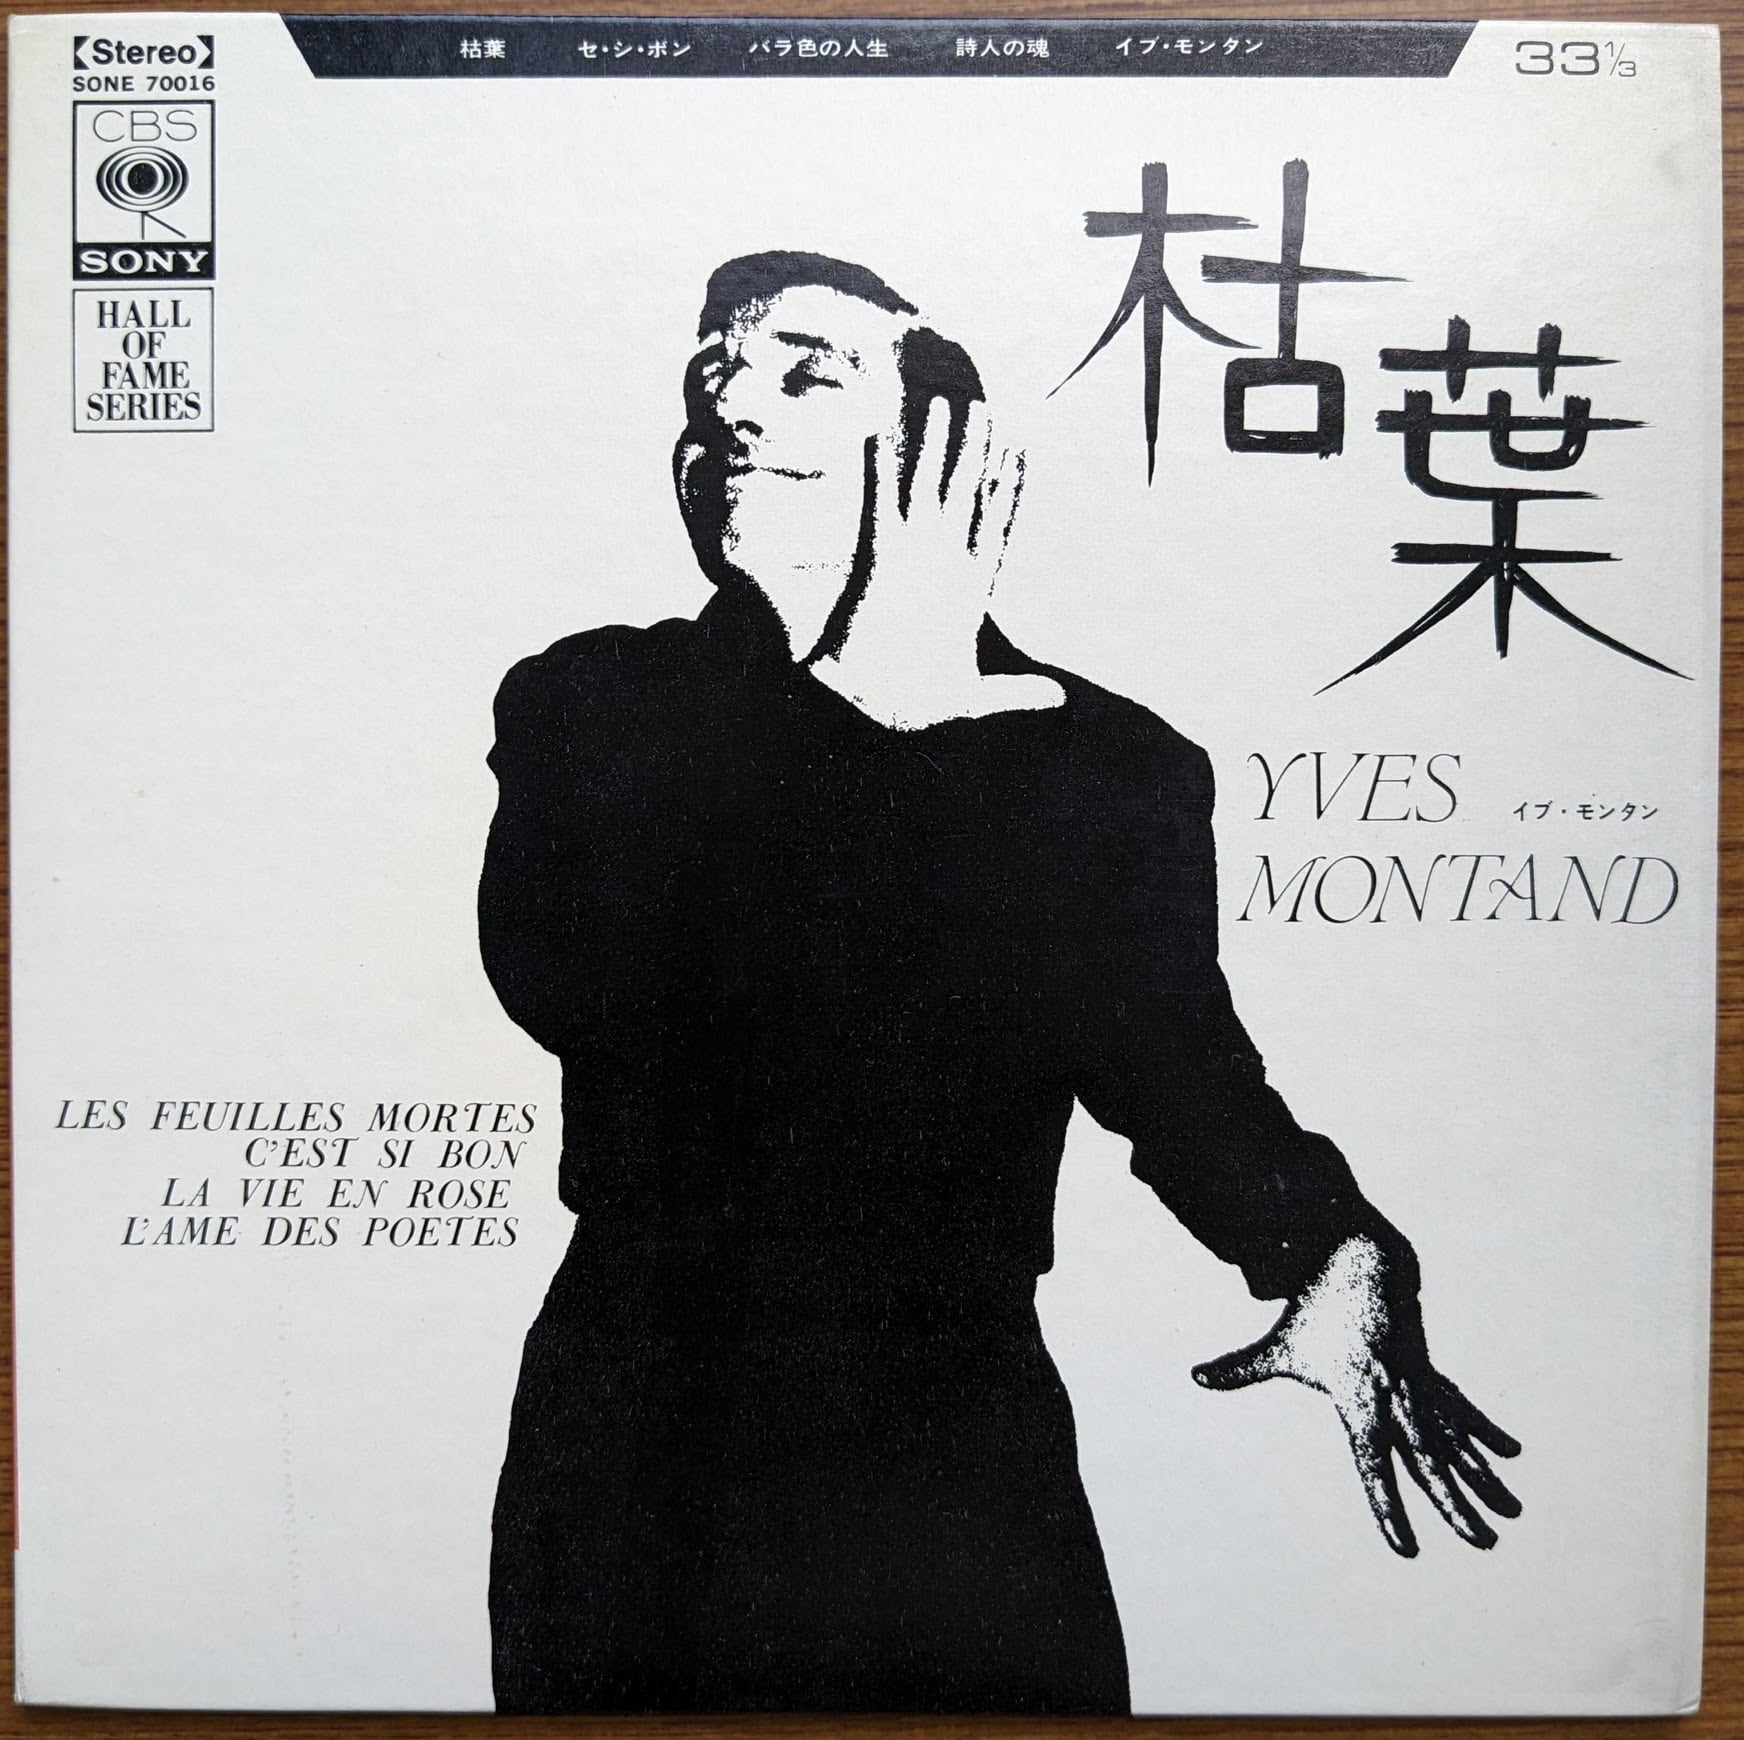 Stereo
SONE 70016
枯葉 セ・シ・ボン バラ色の人生 詩人の魂 イブ・モンタン
33 1/3
CBS
SONY
HALL
OF
FAME
SERIES
枯葉
YVES イブ・モンタン
MONTAND
LES FEUILLES MORTES
C'EST SI BON
LA VIE EN ROSE
L'AME DES POETES